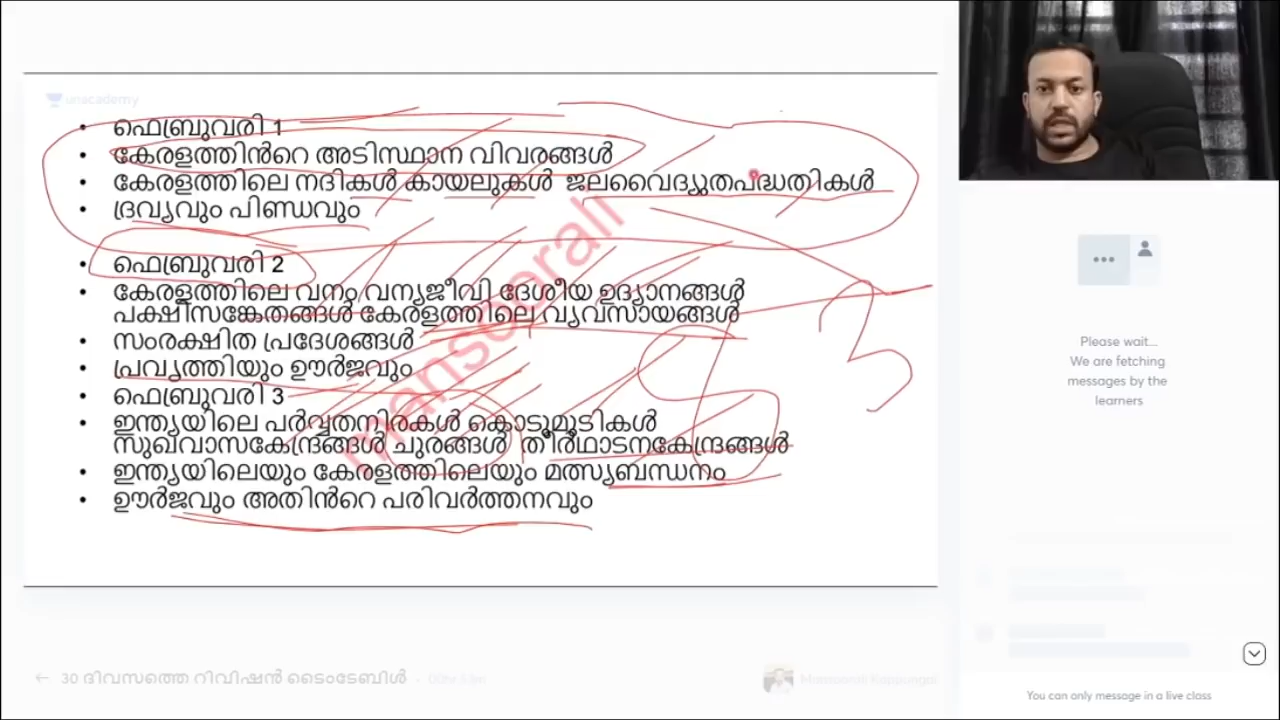 unacademy
• ഫെബ്രുവരി 1
• കേരളത്തിൻറെ അടിസ്ഥാന വിവരങ്ങൾ
• കേരളത്തിലെ നദികൾ കായലുകൾ ജലവൈദ്യുതപദ്ധതികൾ
• ദ്രവ്യവും പിണ്ഡവും
• ഫെബ്രുവരി 2
• കേരളത്തിലെ വനം വന്യജീവി ദേശീയ ഉദ്യാനങ്ങൾ
പക്ഷിസങ്കേതങ്ങൾ കേരളത്തിലെ വ്യവസായങ്ങൾ
• സംരക്ഷിത പ്രദേശങ്ങൾ
• പ്രവൃത്തിയും ഊർജവും
• ഫെബ്രുവരി 3
• ഇന്ത്യയിലെ പർവ്വതനിരകൾ കൊടുമുടികൾ
സുഖവാസകേന്ദ്രങ്ങൾ ചുരങ്ങൾ തീർഥാടനകേന്ദ്രങ്ങൾ
• ഇന്ത്യയിലെയും കേരളത്തിലെയും മത്സ്യബന്ധനം
• ഊർജവും അതിൻറെ പരിവർത്തനവും
mansoorali
3
Please wait...
We are fetching
messages by the
learners
30 ദിവസത്തെ റിവിഷൻ ടൈംടേബിൾ
You can only message in a live class